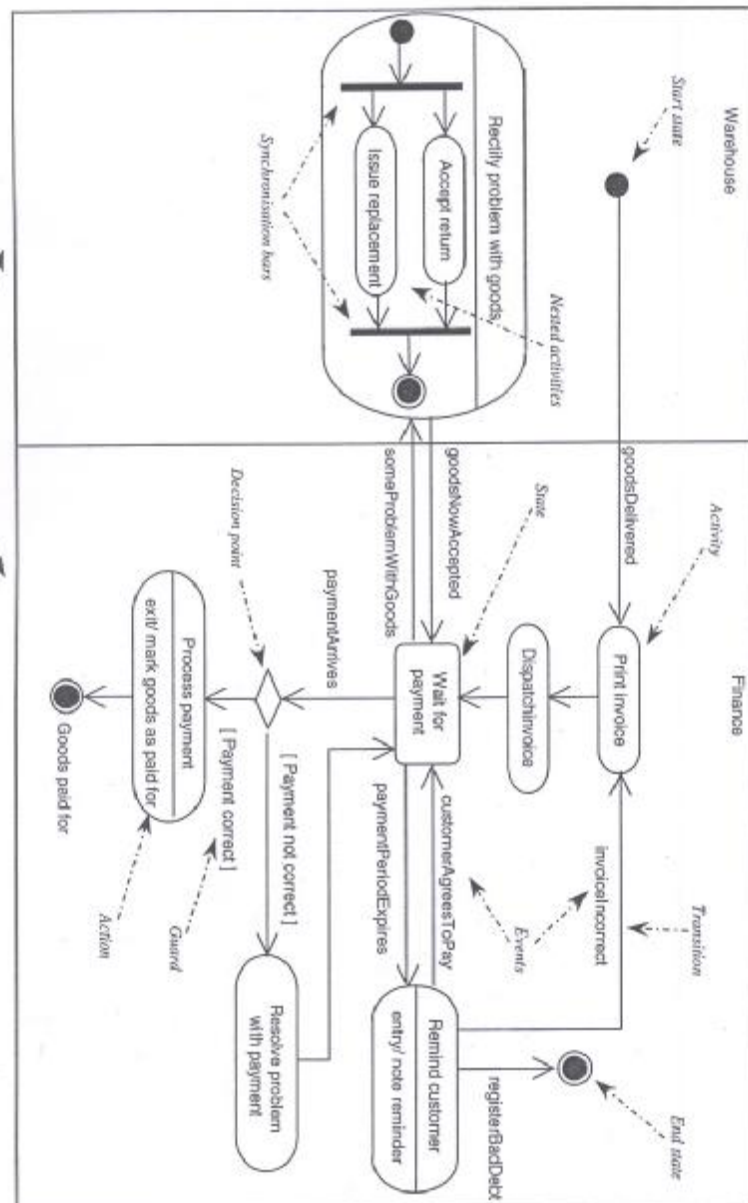 Warehouse
Finance
Start state
goodsDelivered
Activity
Print invoice
invoiceIncorrect
Transition
End state
Dispatchinvoice
Events
registerBadDebt
Rectify problem with goods
Accept return
Issue replacement
Synchronisation bars
Nested activities
goodsNowAccepted
someProblemWithGoods
State
Wait for
payment
customerAgreesToPay
paymentPeriodExpires
Remind customer
entry/ note reminder
Decision point
paymentArrives
[ Payment not correct ]
[ Payment correct ]
Guard
Resolve problem
with payment
Process payment
exit/ mark goods as paid for
Action
Goods paid for